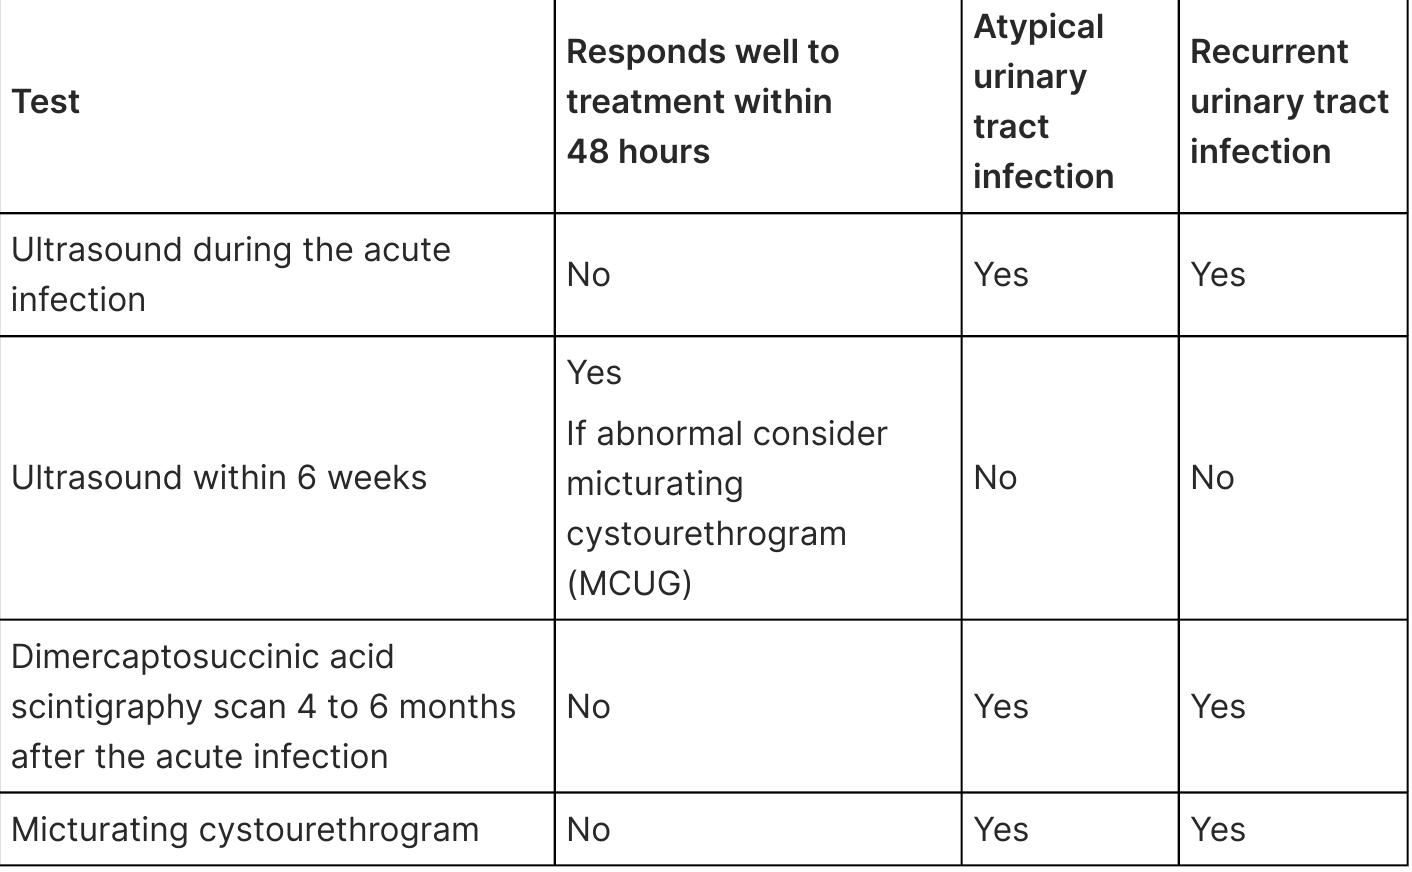 Test
Responds well to
treatment within
48 hours
Atypical
urinary
tract
infection
Recurrent
urinary tract
infection
Ultrasound during the acute
infection
No
Yes
Yes
Ultrasound within 6 weeks
Yes
If abnormal consider
micturating
cystourethrogram
(MCUG)
No
No
Dimercaptosuccinic acid
scintigraphy scan 4 to 6 months
after the acute infection
No
Yes
Yes
Micturating cystourethrogram
No
Yes
Yes